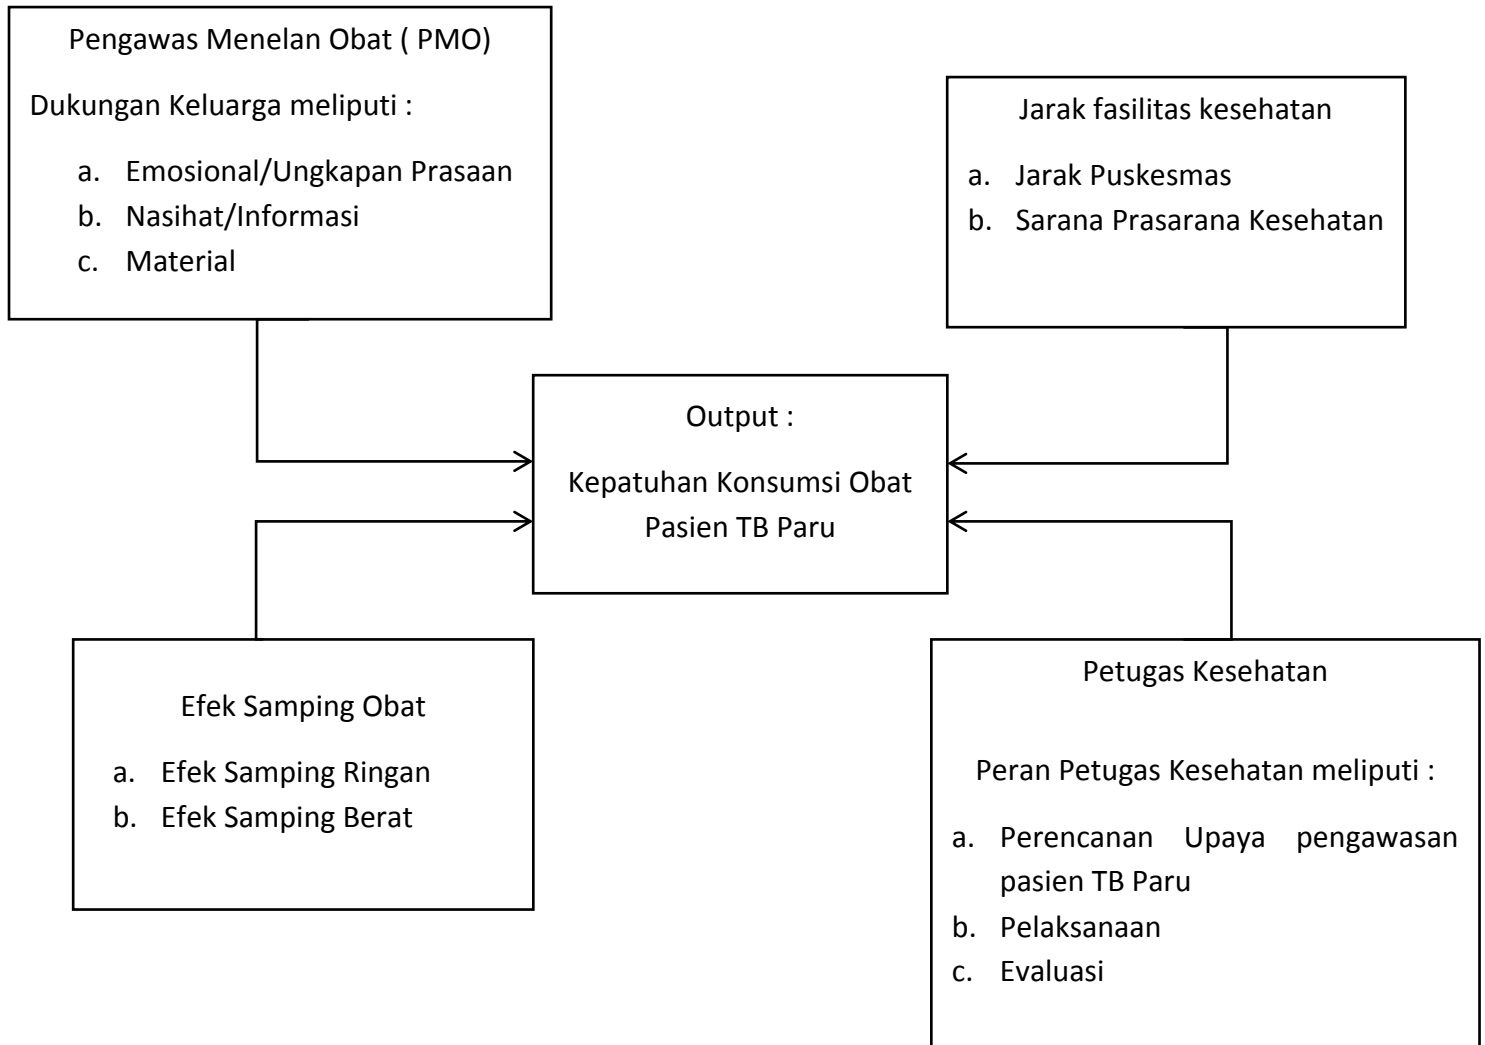 Pengawas Menelan Obat ( PMO)
Dukungan Keluarga meliputi :
a. Emosional/Ungkapan Prasaan
b. Nasihat/Informasi
c. Material
Jarak fasilitas kesehatan
a. Jarak Puskesmas
b. Sarana Prasarana Kesehatan
Output :
Kepatuhan Konsumsi Obat
Pasien TB Paru
Efek Samping Obat
a. Efek Samping Ringan
b. Efek Samping Berat
Petugas Kesehatan
Peran Petugas Kesehatan meliputi :
a. Perencanan Upaya pengawasan
pasien TB Paru
b. Pelaksanaan
c. Evaluasi